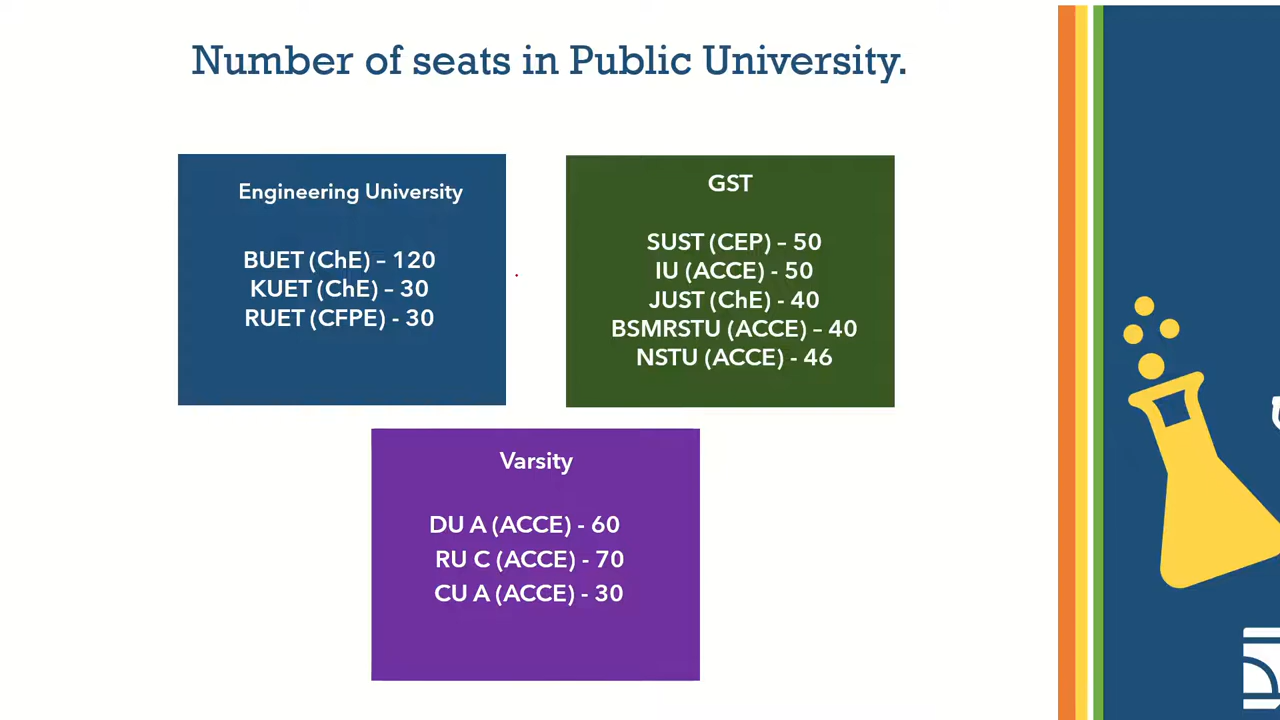 Number of seats in Public University.
Engineering University
BUET (ChE) – 120
KUET (ChE) – 30
RUET (CFPE) - 30
GST
SUST (CEP) – 50
IU (ACCE) - 50
JUST (ChE) - 40
BSMRSTU (ACCE) – 40
NSTU (ACCE) - 46
Varsity
DU A (ACCE) - 60
RU C (ACCE) - 70
CU A (ACCE) - 30